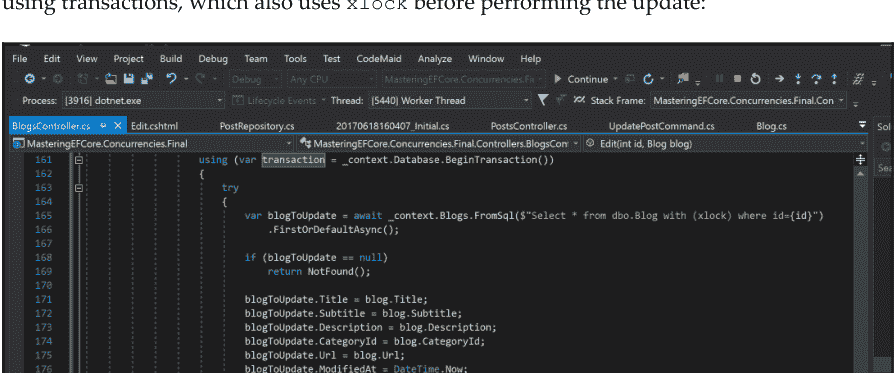 using transactions, which also uses xlock before performing the update:
File Edit View Project Build Debug Team Tools Test CodeMaid Analyze Window Help
Debug Any CPU MasteringEFCore.Concurrencies.Fi Continue
Process: [3916] dotnet.exe Lifecycle Events Thread: [5440] Worker Thread Stack Frame: MasteringEFCore.Concurrencies.Final.Con
BlogsController.cs Edit.cshtml PostRepository.cs 20170618160407_Initial.cs PostsController.cs UpdatePostCommand.cs Blog.cs Sol
MasteringEFCore.Concurrencies.Final MasteringEFCore.Concurrencies.Final.Controllers.BlogsCon Edit(int id, Blog blog)
161 using (var transaction = _context.Database.BeginTransaction())
162 {
163 try
164 {
165 var blogToUpdate = await _context.Blogs.FromSql($"Select * from dbo.Blog with (xlock) where id={id}")
166 .FirstOrDefaultAsync();
167
168 if (blogToUpdate == null)
169 return NotFound();
170
171 blogToUpdate.Title = blog.Title;
172 blogToUpdate.Subtitle = blog.Subtitle;
173 blogToUpdate.Description = blog.Description;
174 blogToUpdate.CategoryId = blog.CategoryId;
175 blogToUpdate.Url = blog.Url;
176 blogToUpdate.ModifiedAt = DateTime.Now;